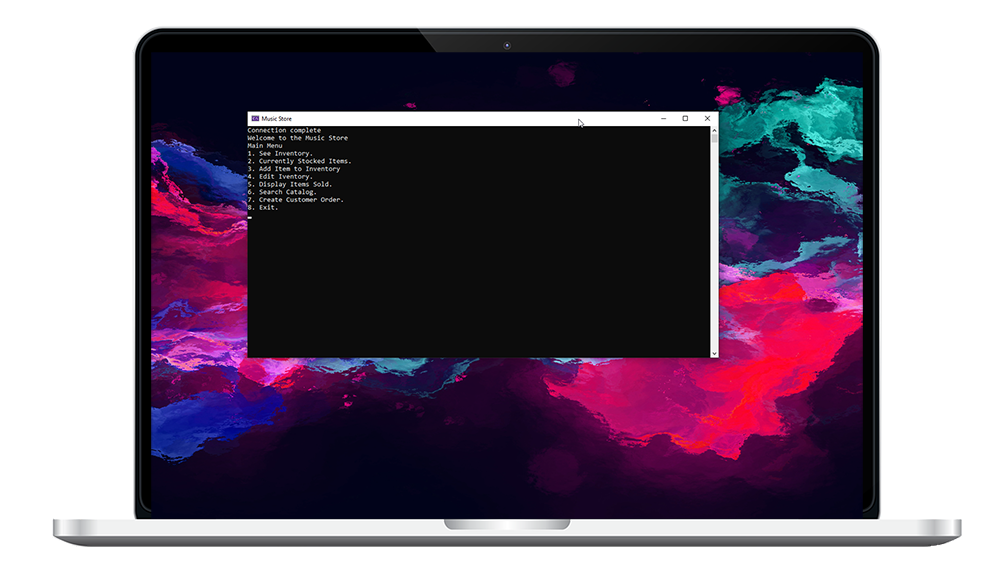 Music Store
Connection complete
Welcome to the Music Store
Main Menu
1. See Inventory.
2. Currently Stocked Items.
3. Add Item to Inventory
4. Edit Iventory.
5. Display Items Sold.
6. Search Catalog.
7. Create Customer Order.
8. Exit.